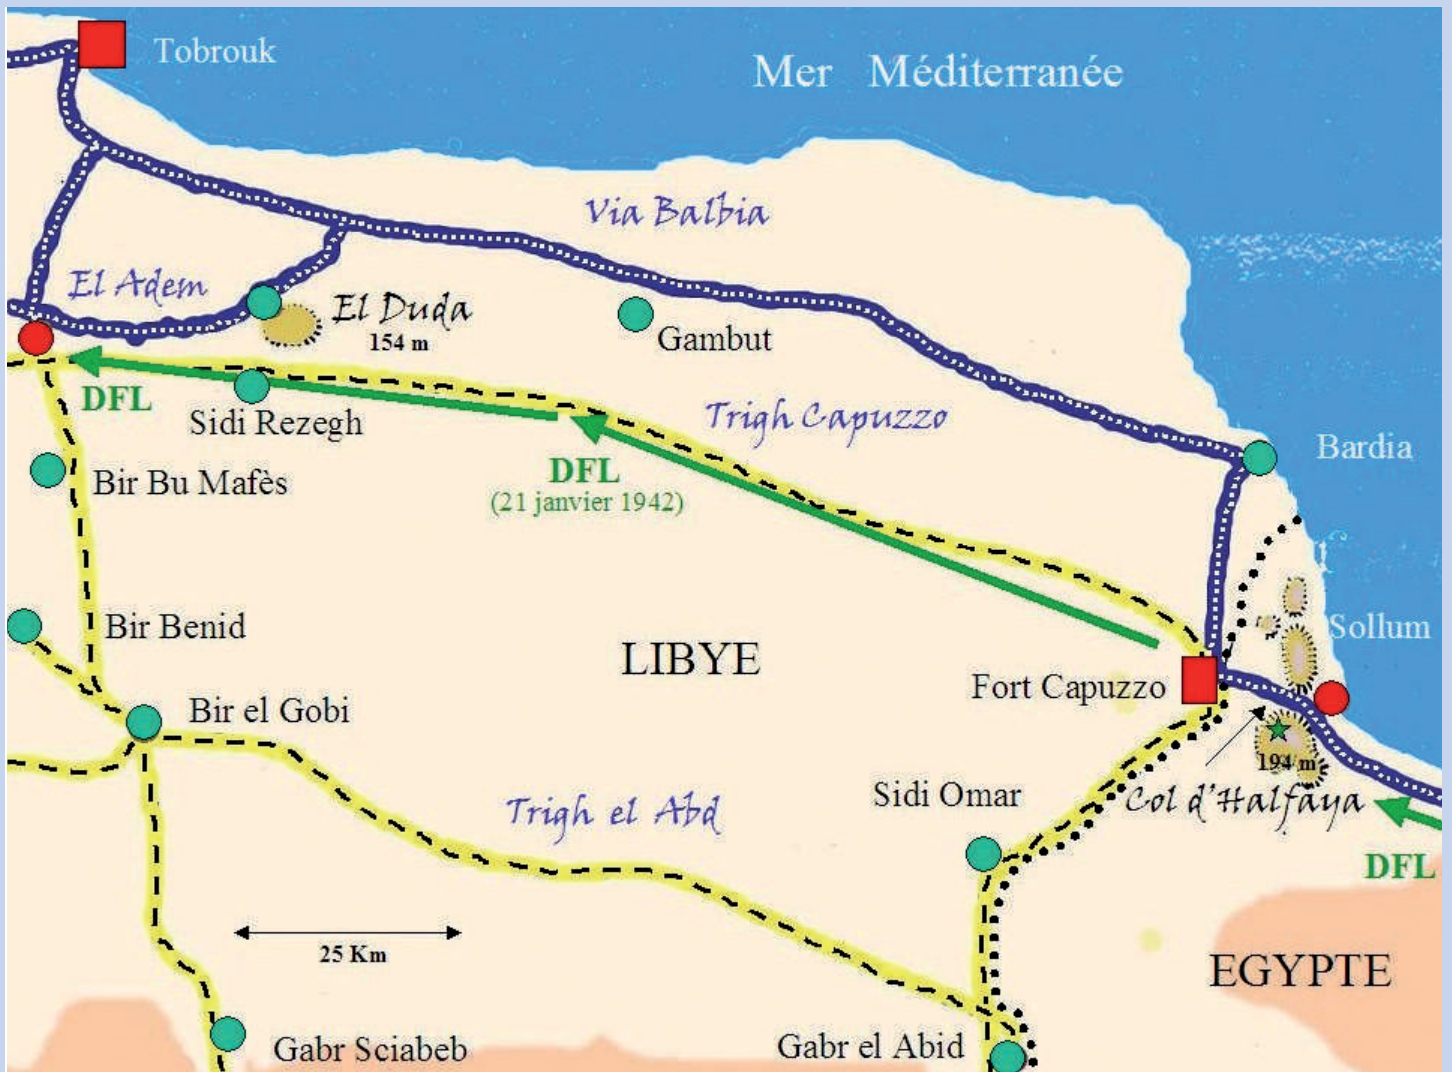 Tobrouk
Mer Méditerranée
Via Balbia
El Adem
El Duda
154 m
Gambut
DFL
Sidi Rezegh
Trigh Capuzzo
Bardia
DFL
(21 janvier 1942)
Bir Bu Mafès
Bir Benid
LIBYE
Sollum
Fort Capuzzo
Bir el Gobi
194 m
Sidi Omar
Col d'Halfaya
Trigh el Abd
DFL
25 Km
EGYPTE
Gabr Sciabeb
Gabr el Abid